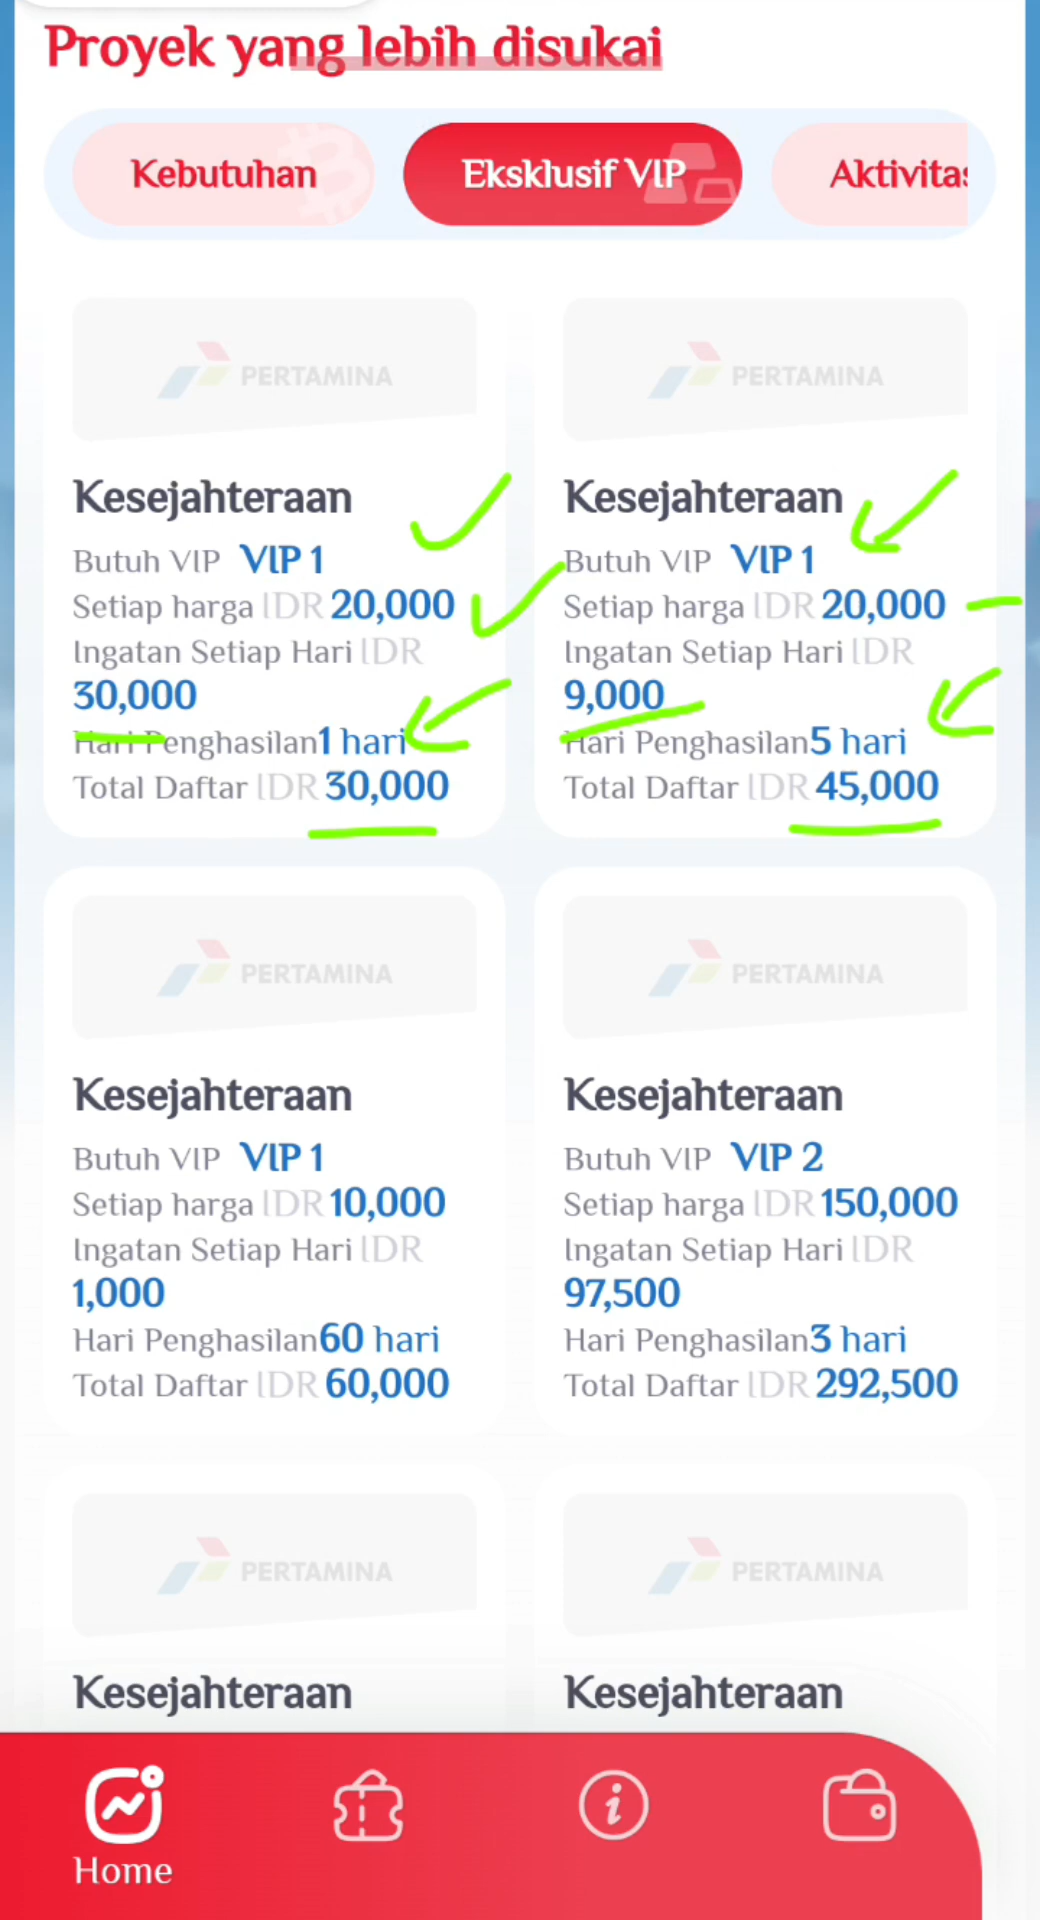 Proyek yang lebih disukai
Kebutuhan
Eksklusif VIP
Aktivitas
PERTAMINA
Kesejahteraan
Butuh VIP VIP 1
Setiap harga IDR 20,000
Ingatan Setiap Hari IDR
30,000
Hari Penghasilan1 hari
Total Daftar IDR 30,000
PERTAMINA
Kesejahteraan
Butuh VIP VIP 1
Setiap harga IDR 20,000
Ingatan Setiap Hari IDR
9,000
Hari Penghasilan5 hari
Total Daftar IDR 45,000
PERTAMINA
Kesejahteraan
Butuh VIP VIP 1
Setiap harga IDR 10,000
Ingatan Setiap Hari IDR
1,000
Hari Penghasilan60 hari
Total Daftar IDR 60,000
PERTAMINA
Kesejahteraan
Butuh VIP VIP 2
Setiap harga IDR 150,000
Ingatan Setiap Hari IDR
97,500
Hari Penghasilan3 hari
Total Daftar IDR 292,500
PERTAMINA
Kesejahteraan
PERTAMINA
Kesejahteraan
Home